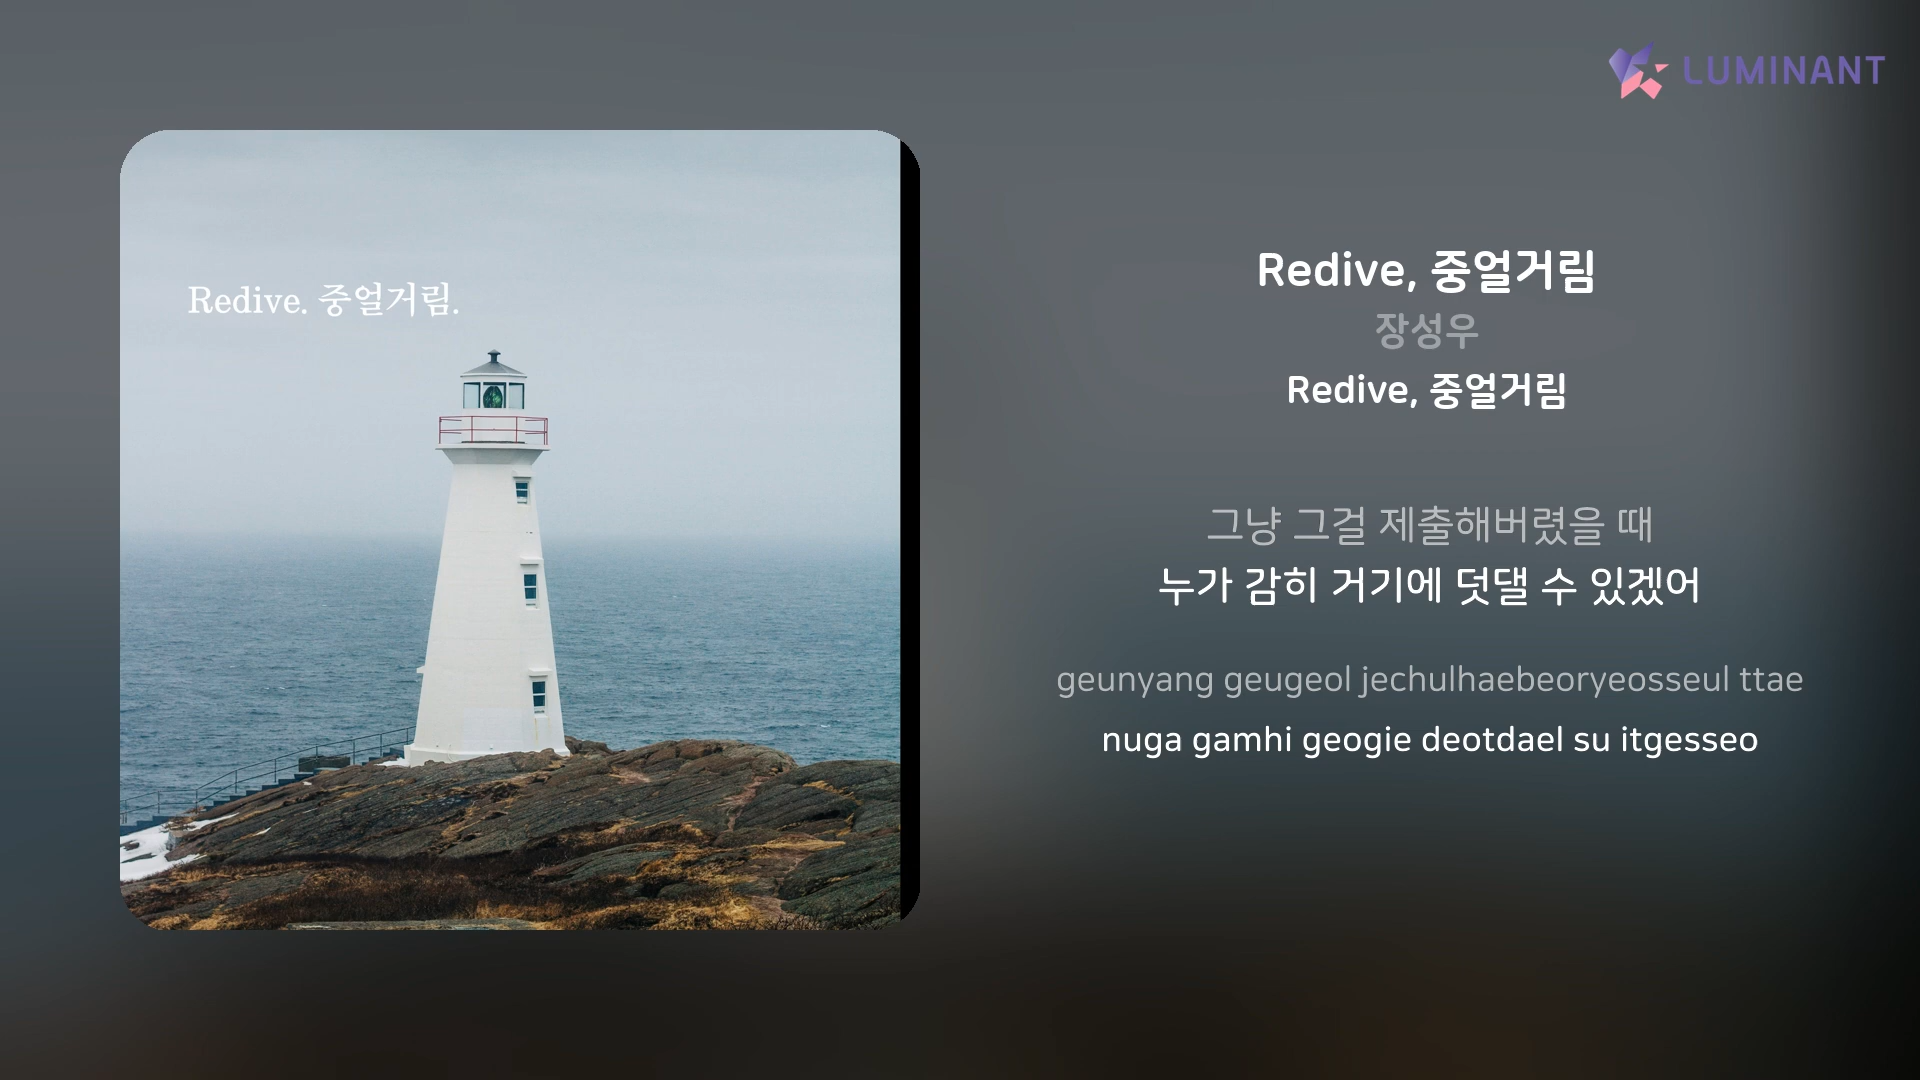 LUMINANT
Redive. 중얼거림.
Redive, 중얼거림
장성우
Redive, 중얼거림
그냥 그걸 제출해버렸을 때
누가 감히 거기에 덧댈 수 있겠어
geunyang geugeol jechulhaebeoryeosseul ttae
nuga gamhi geogie deotdael su itgesseo